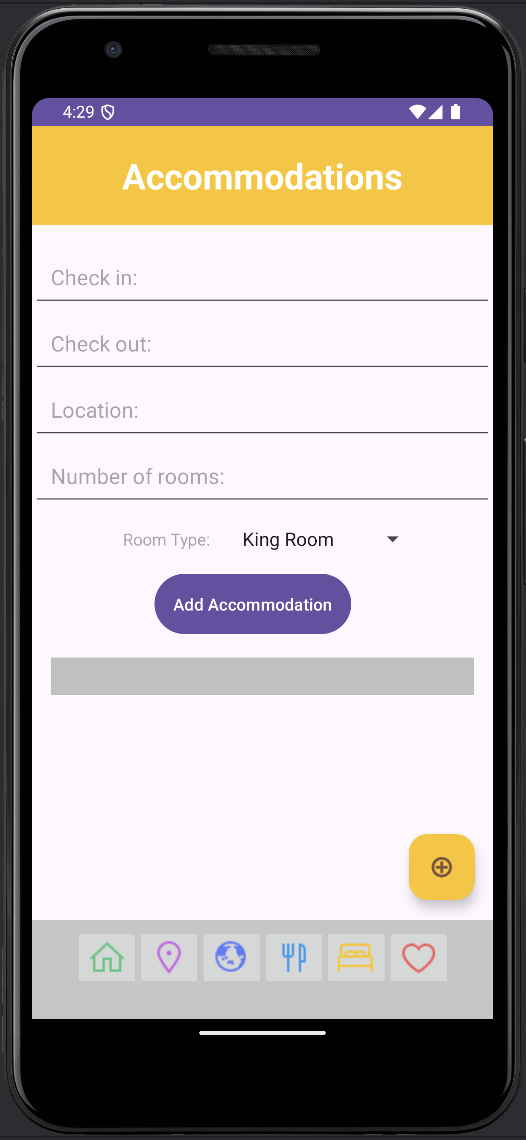 4:29
Accommodations
Check in:
Check out:
Location:
Number of rooms:
Room Type: King Room
Add Accommodation